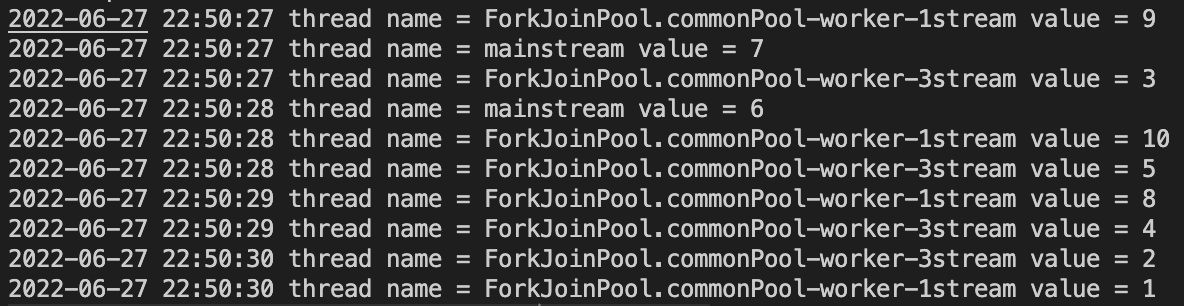 2022-06-27 22:50:27 thread name = ForkJoinPool.commonPool-worker-1stream value = 9
2022-06-27 22:50:27 thread name = mainstream value = 7
2022-06-27 22:50:27 thread name = ForkJoinPool.commonPool-worker-3stream value = 3
2022-06-27 22:50:28 thread name = mainstream value = 6
2022-06-27 22:50:28 thread name = ForkJoinPool.commonPool-worker-1stream value = 10
2022-06-27 22:50:28 thread name = ForkJoinPool.commonPool-worker-3stream value = 5
2022-06-27 22:50:29 thread name = ForkJoinPool.commonPool-worker-1stream value = 8
2022-06-27 22:50:29 thread name = ForkJoinPool.commonPool-worker-3stream value = 4
2022-06-27 22:50:30 thread name = ForkJoinPool.commonPool-worker-3stream value = 2
2022-06-27 22:50:30 thread name = ForkJoinPool.commonPool-worker-1stream value = 1